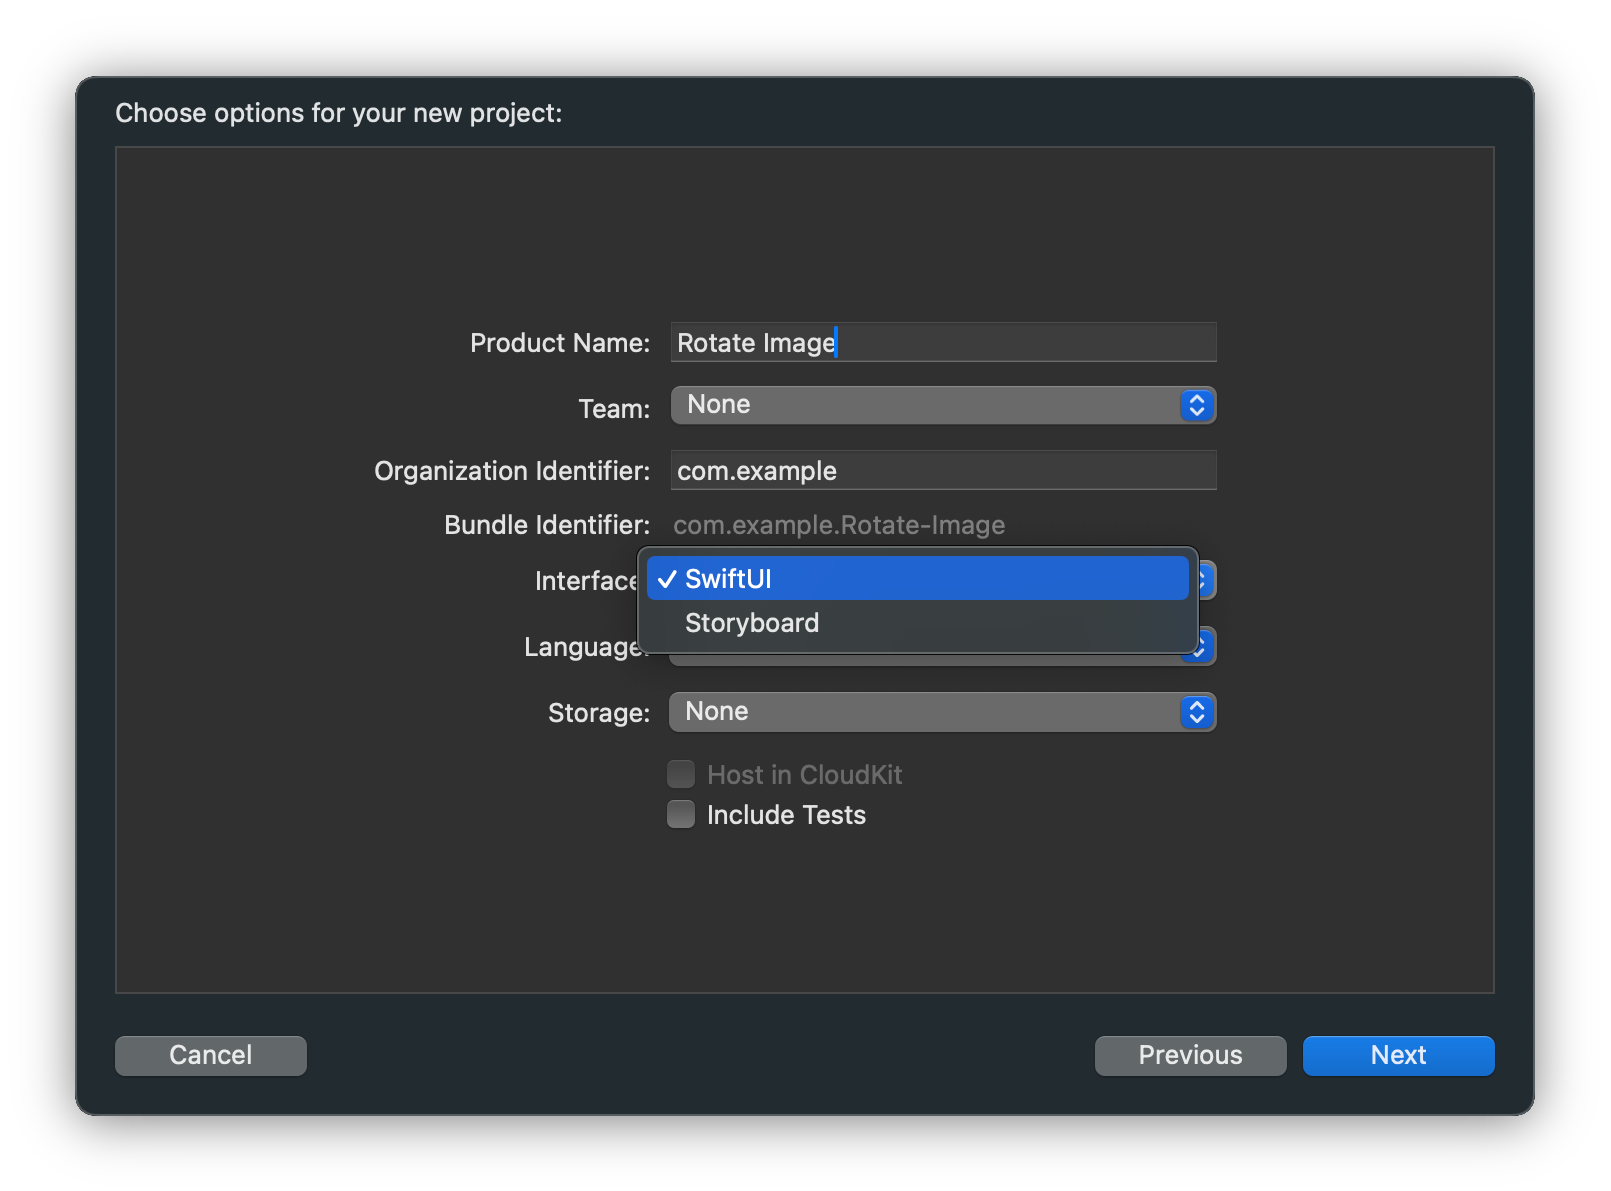 Choose options for your new project:
Product Name: Rotate Image
Team: None
Organization Identifier: com.example
Bundle Identifier: com.example.Rotate-Image
Interface ✓ SwiftUI
Storyboard
Language:
Storage: None
Host in CloudKit
Include Tests
Cancel Previous Next